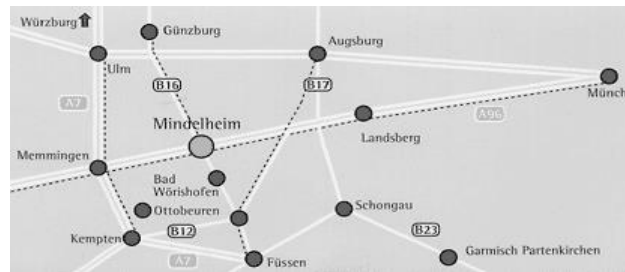 Würzburg
Günzburg
Augsburg
Ulm
B16
B17
Münch
A7
A96
Mindelheim
Landsberg
Memmingen
Bad
Wörishofen
Ottobeuren
Schongau
B12
B23
Kempten
Garmisch Partenkirchen
A7
Füssen